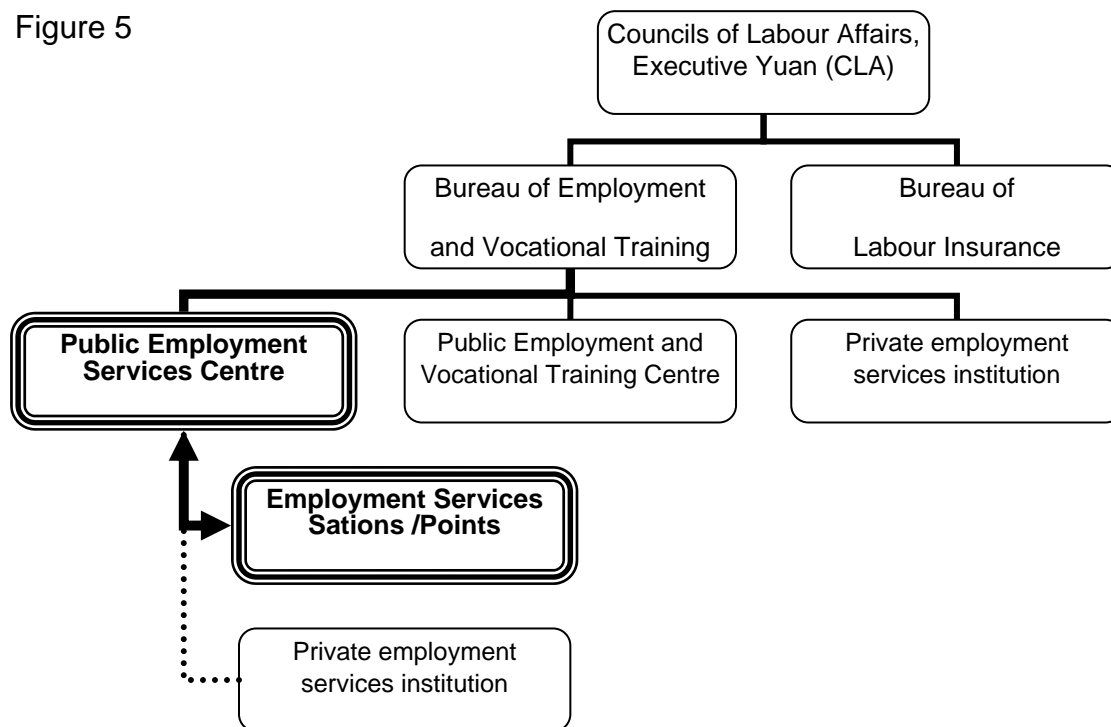 Figure 5
Councils of Labour Affairs,
Executive Yuan (CLA)
Bureau of Employment
and Vocational Training
Bureau of
Labour Insurance
Public Employment
Services Centre
Public Employment and
Vocational Training Centre
Private employment
services institution
Employment Services
Sations /Points
Private employment
services institution